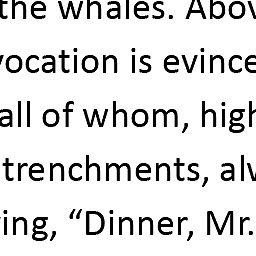 the whales. Abov
vocation is evince
all of whom, high
trenchments, alv
ing, “Dinner, Mr.